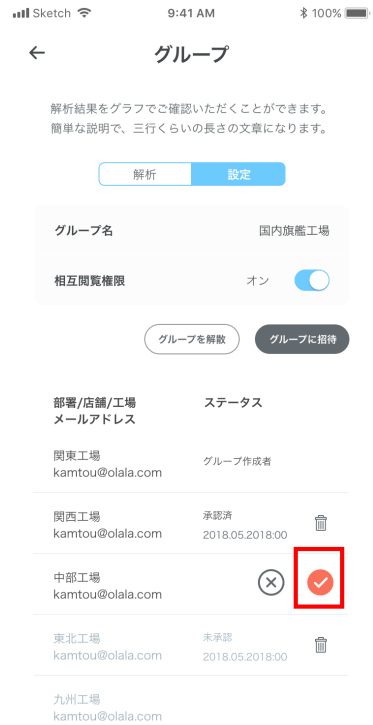 Sketch 9:41 AM 100%
グループ
解析結果をグラフでご確認いただくことができます。
簡単な説明で、三行くらいの長さの文章になります。
解析 設定
グループ名 国内旗艦工場
相互閲覧権限 オン
グループを解散 グループに招待
部署/店舗/工場 ステータス
メールアドレス
関東工場
kamtou@olala.com グループ作成者
関西工場 承認済
kamtou@olala.com 2018.05.2018:00
中部工場
kamtou@olala.com
東北工場 未承認
kamtou@olala.com 2018.05.2018:00
九州工場
kamtou@olala.com